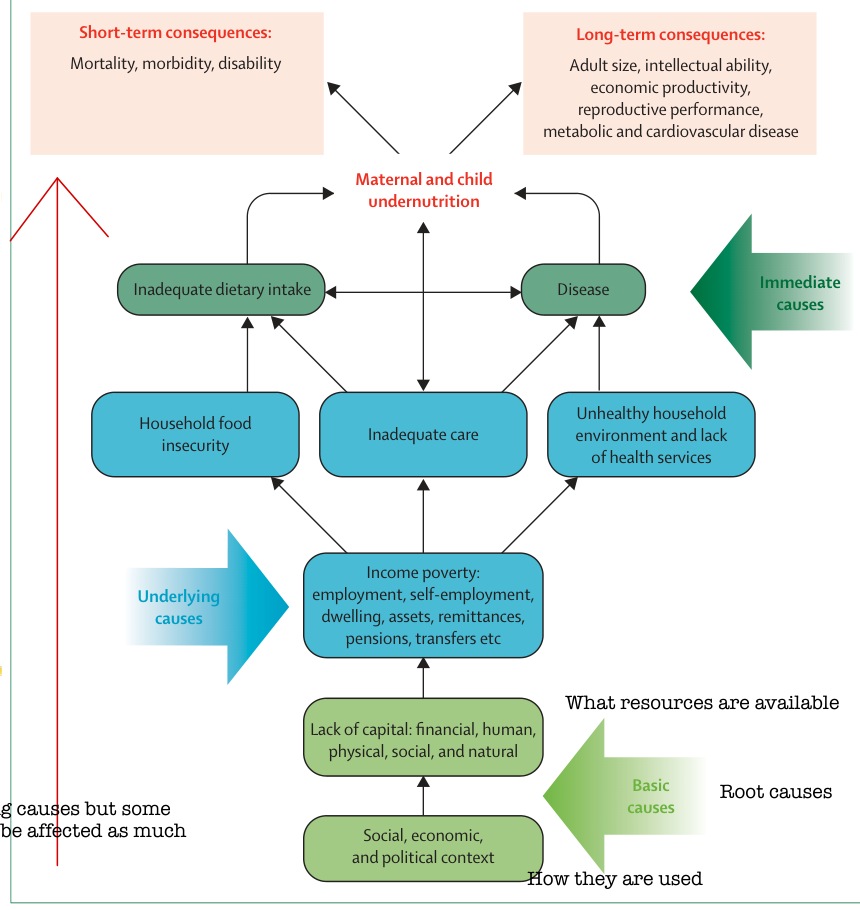 Short-term consequences:
Mortality, morbidity, disability
Long-term consequences:
Adult size, intellectual ability,
economic productivity,
reproductive performance,
metabolic and cardiovascular disease
Maternal and child
undernutrition
Inadequate dietary intake
Disease
Immediate
causes
Household food
insecurity
Inadequate care
Unhealthy household
environment and lack
of health services
Underlying
causes
Income poverty:
employment, self-employment,
dwelling, assets, remittances,
pensions, transfers etc
What resources are available
Lack of capital: financial, human,
physical, social, and natural
Basic
causes
Root causes
g causes but some
be affected as much
Social, economic,
and political context
How they are used